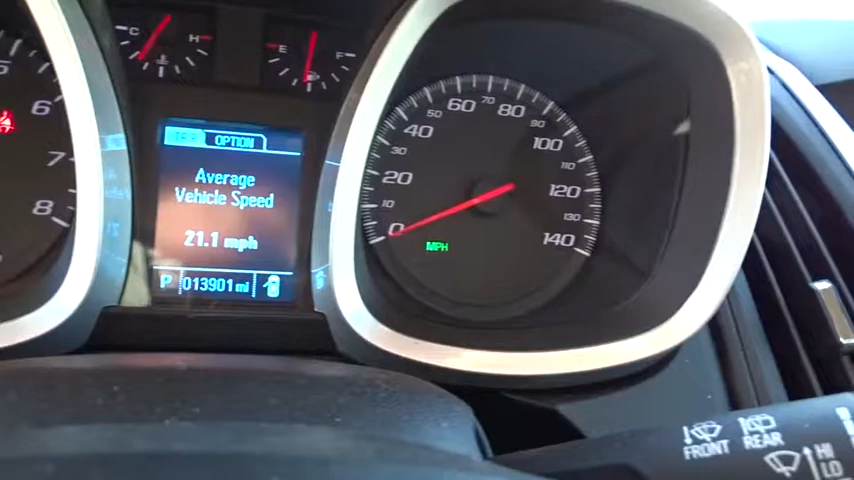 C H
E F
6
7
8
TRIP OPTION
Average
Vehicle Speed
21.1 mph
P 013901 mi
0 10 20 30 40 50 60 70 80 90 100 110 120 130 140
MPH
FRONT REAR
HI
LO